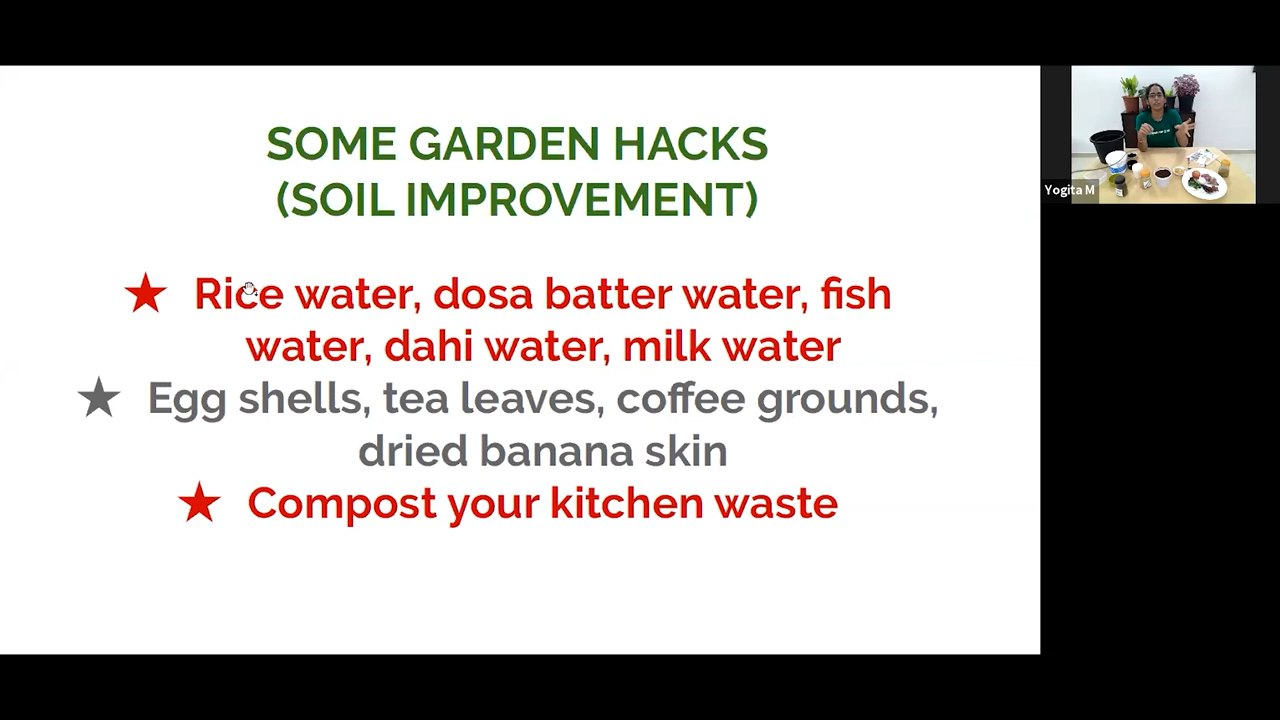 SOME GARDEN HACKS
(SOIL IMPROVEMENT)
★ Rice water, dosa batter water, fish
water, dahi water, milk water
★ Egg shells, tea leaves, coffee grounds,
dried banana skin
★ Compost your kitchen waste
Yogita M